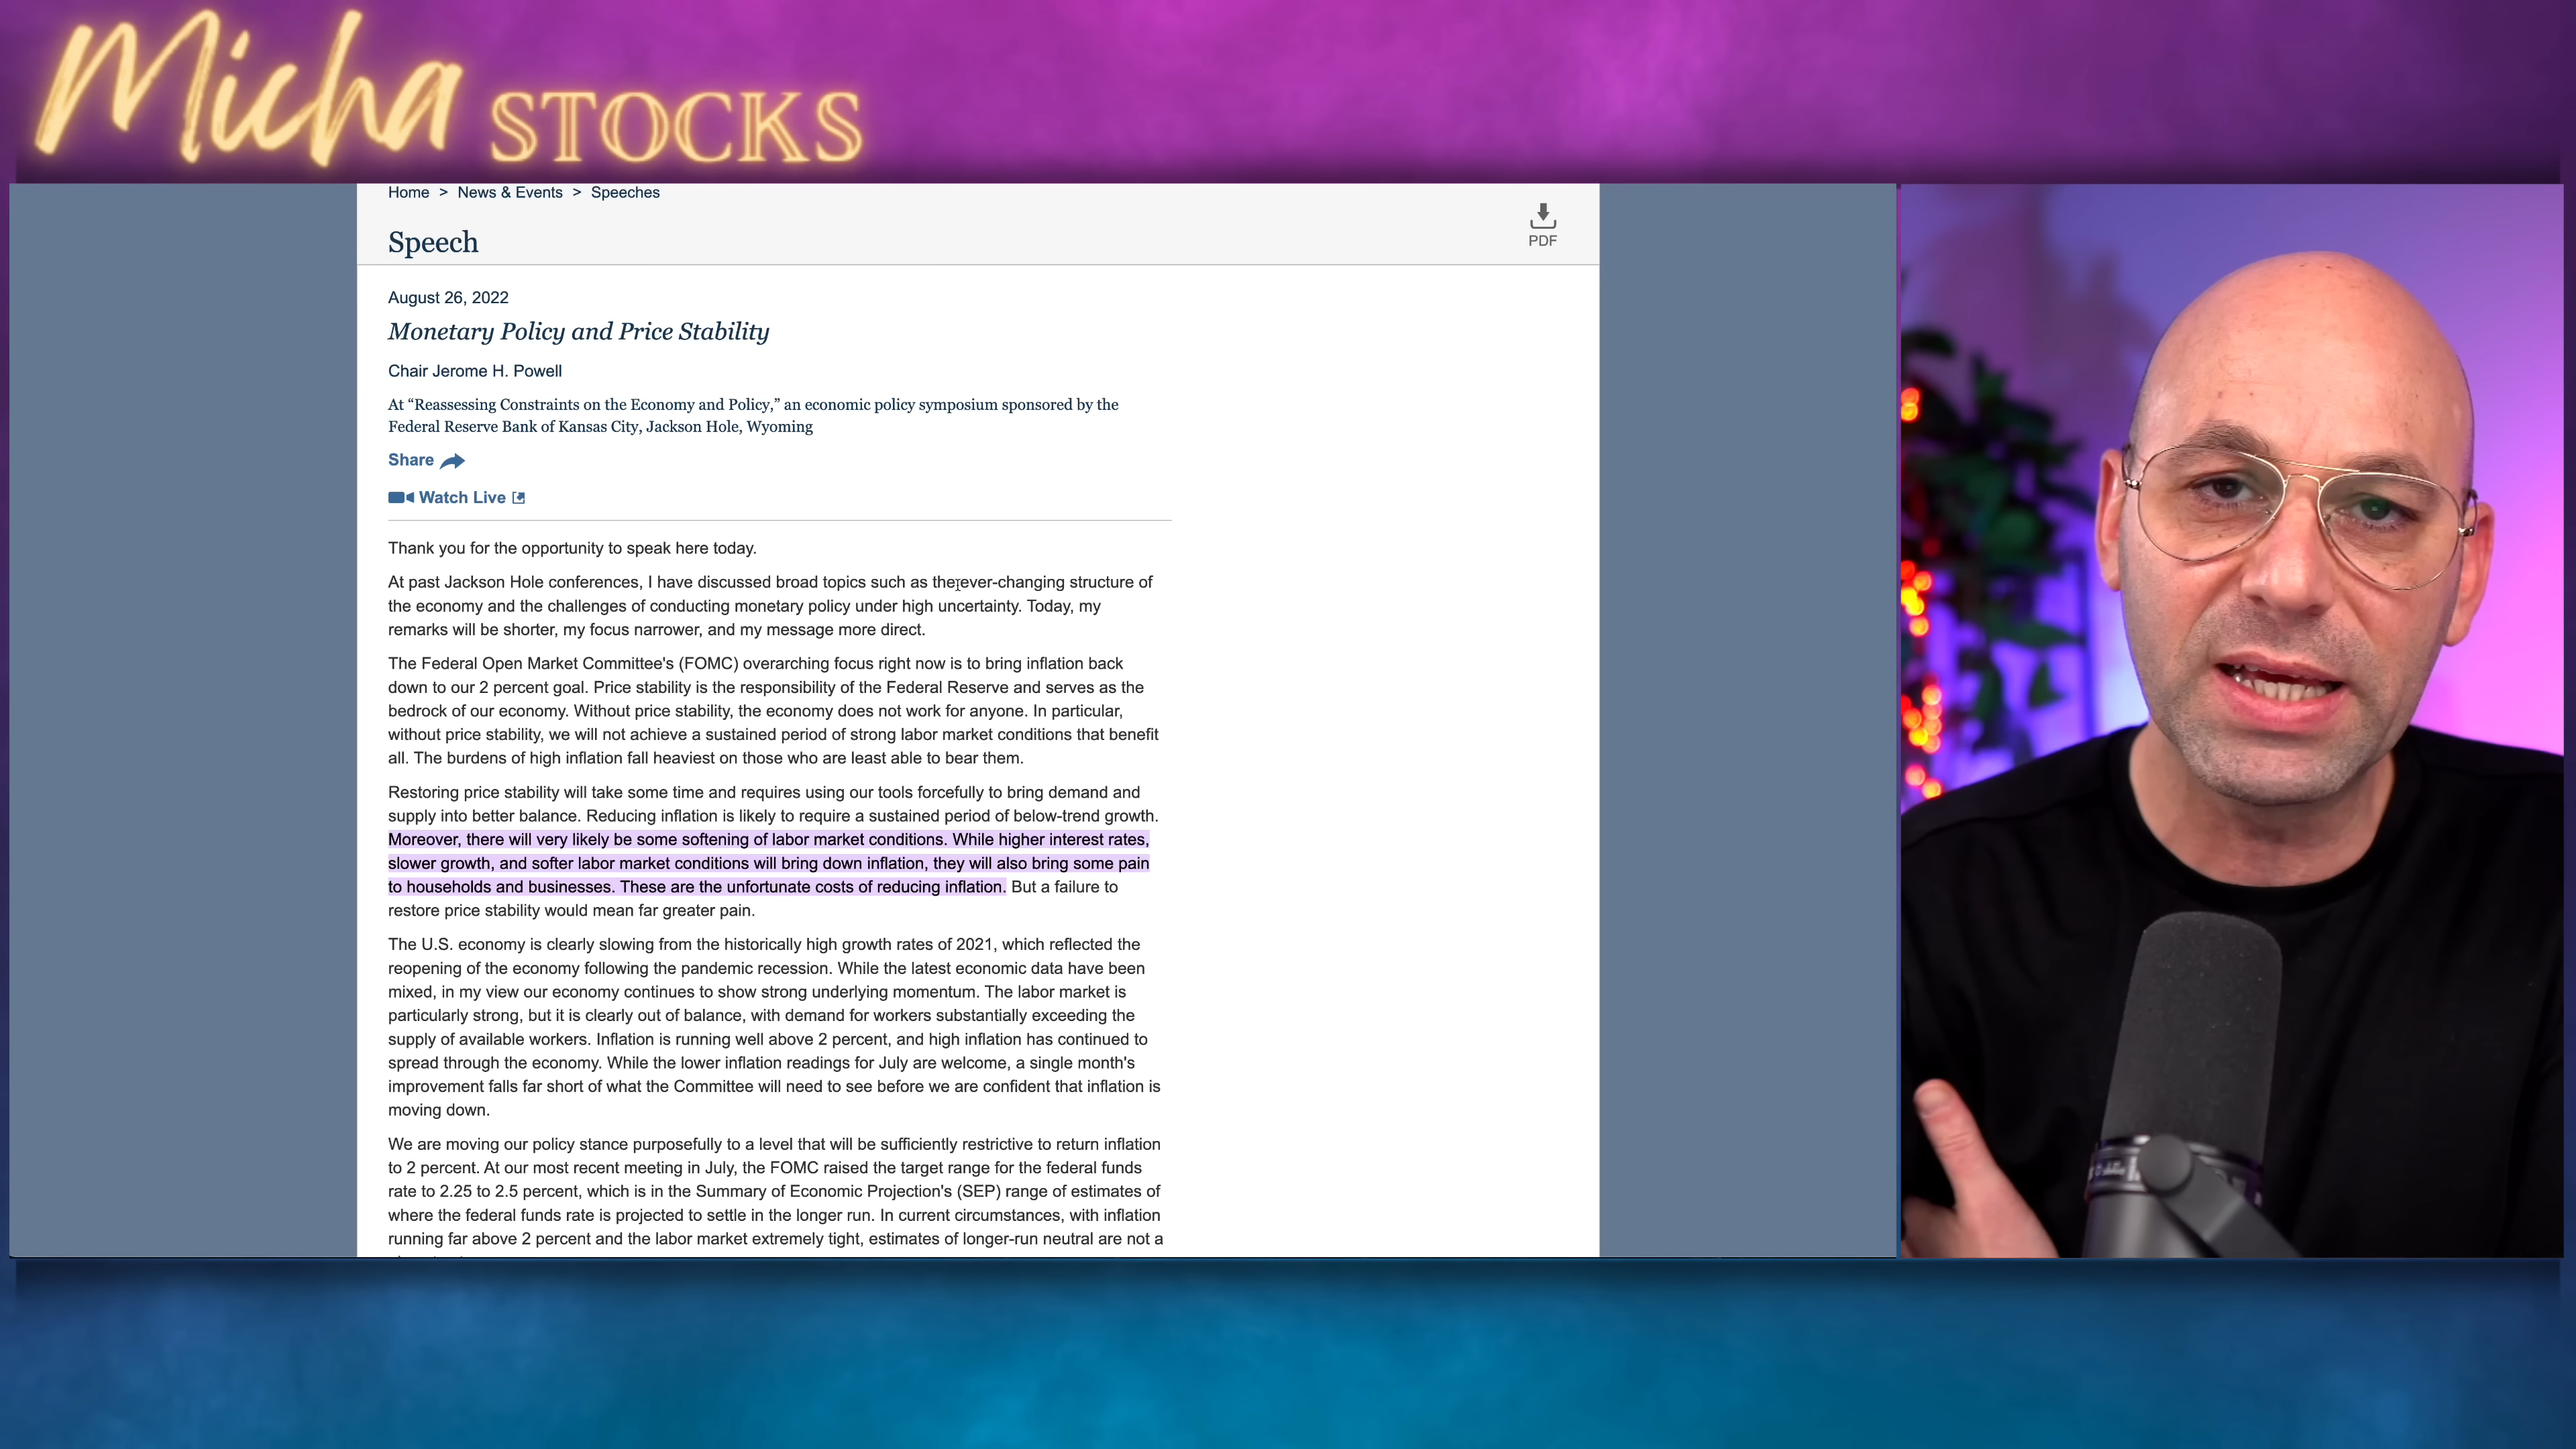 Micha STOCKS
Home > News & Events > Speeches
Speech
PDF
August 26, 2022
Monetary Policy and Price Stability
Chair Jerome H. Powell
At “Reassessing Constraints on the Economy and Policy,” an economic policy symposium sponsored by the
Federal Reserve Bank of Kansas City, Jackson Hole, Wyoming
Share
Watch Live
Thank you for the opportunity to speak here today.
At past Jackson Hole conferences, I have discussed broad topics such as the ever-changing structure of
the economy and the challenges of conducting monetary policy under high uncertainty. Today, my
remarks will be shorter, my focus narrower, and my message more direct.
The Federal Open Market Committee's (FOMC) overarching focus right now is to bring inflation back
down to our 2 percent goal. Price stability is the responsibility of the Federal Reserve and serves as the
bedrock of our economy. Without price stability, the economy does not work for anyone. In particular,
without price stability, we will not achieve a sustained period of strong labor market conditions that benefit
all. The burdens of high inflation fall heaviest on those who are least able to bear them.
Restoring price stability will take some time and requires using our tools forcefully to bring demand and
supply into better balance. Reducing inflation is likely to require a sustained period of below-trend growth.
Moreover, there will very likely be some softening of labor market conditions. While higher interest rates,
slower growth, and softer labor market conditions will bring down inflation, they will also bring some pain
to households and businesses. These are the unfortunate costs of reducing inflation. But a failure to
restore price stability would mean far greater pain.
The U.S. economy is clearly slowing from the historically high growth rates of 2021, which reflected the
reopening of the economy following the pandemic recession. While the latest economic data have been
mixed, in my view our economy continues to show strong underlying momentum. The labor market is
particularly strong, but it is clearly out of balance, with demand for workers substantially exceeding the
supply of available workers. Inflation is running well above 2 percent, and high inflation has continued to
spread through the economy. While the lower inflation readings for July are welcome, a single month's
improvement falls far short of what the Committee will need to see before we are confident that inflation is
moving down.
We are moving our policy stance purposefully to a level that will be sufficiently restrictive to return inflation
to 2 percent. At our most recent meeting in July, the FOMC raised the target range for the federal funds
rate to 2.25 to 2.5 percent, which is in the Summary of Economic Projection's (SEP) range of estimates of
where the federal funds rate is projected to settle in the longer run. In current circumstances, with inflation
running far above 2 percent and the labor market extremely tight, estimates of longer-run neutral are not a